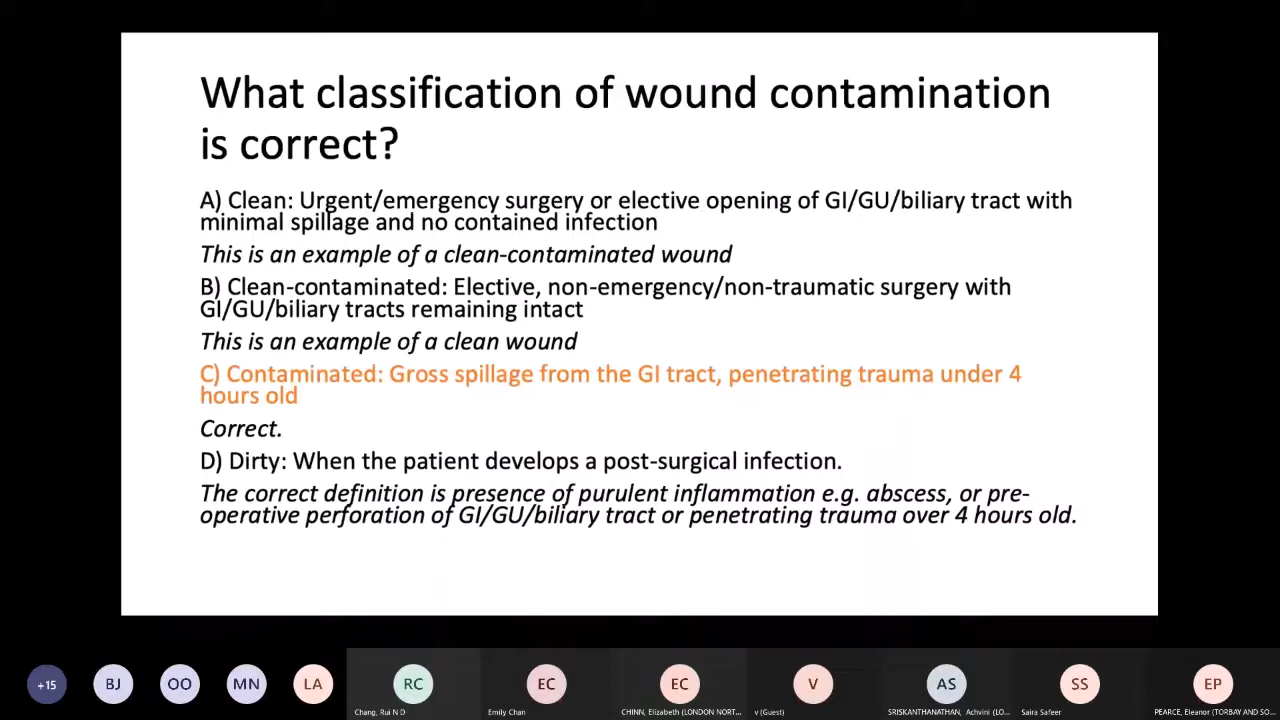 What classification of wound contamination
is correct?
A) Clean: Urgent/emergency surgery or elective opening of GI/GU/biliary tract with
minimal spillage and no contained infection
This is an example of a clean-contaminated wound
B) Clean-contaminated: Elective, non-emergency/non-traumatic surgery with
GI/GU/biliary tracts remaining intact
This is an example of a clean wound
C) Contaminated: Gross spillage from the GI tract, penetrating trauma under 4
hours old
Correct.
D) Dirty: When the patient develops a post-surgical infection.
The correct definition is presence of purulent inflammation e.g. abscess, or pre-
operative perforation of GI/GU/biliary tract or penetrating trauma over 4 hours old.
+15 BJ OO MN LA RC EC EC V AS SS EP
Chang, Rui N D Emily Chan CHINN, Elizabeth (LONDON NORT... v (Guest) SRISKANTHANATHAN, Achvini (LO... Saira Safeer PEARCE, Eleanor (TORBAY AND SO...